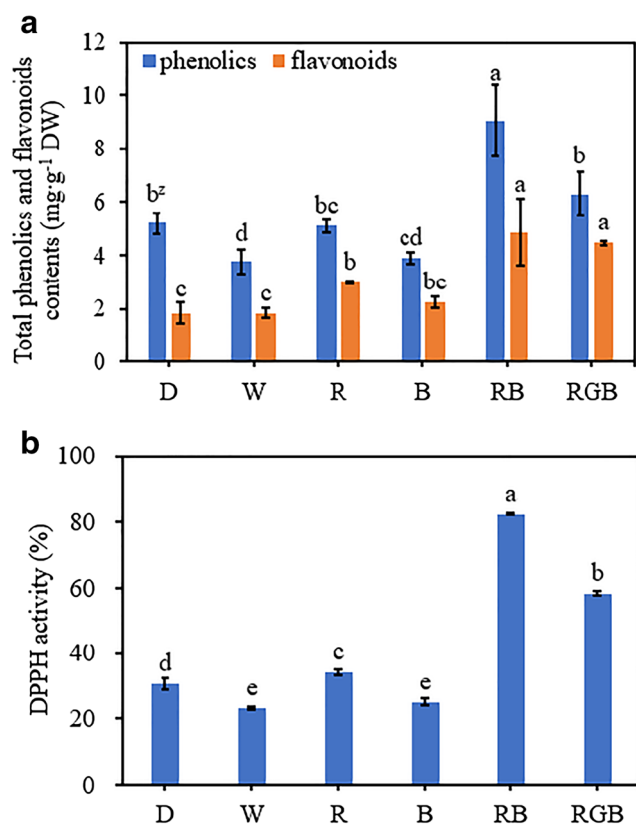 a
Total phenolics and flavonoids
contents (mg·g⁻¹ DW)
12
10
8
6
4
2
0
phenolics flavonoids
bᶻ c d c bc b cd bc a a b a
D W R B RB RGB
b
DPPH activity (%)
100
80
60
40
20
0
d e c e a b
D W R B RB RGB